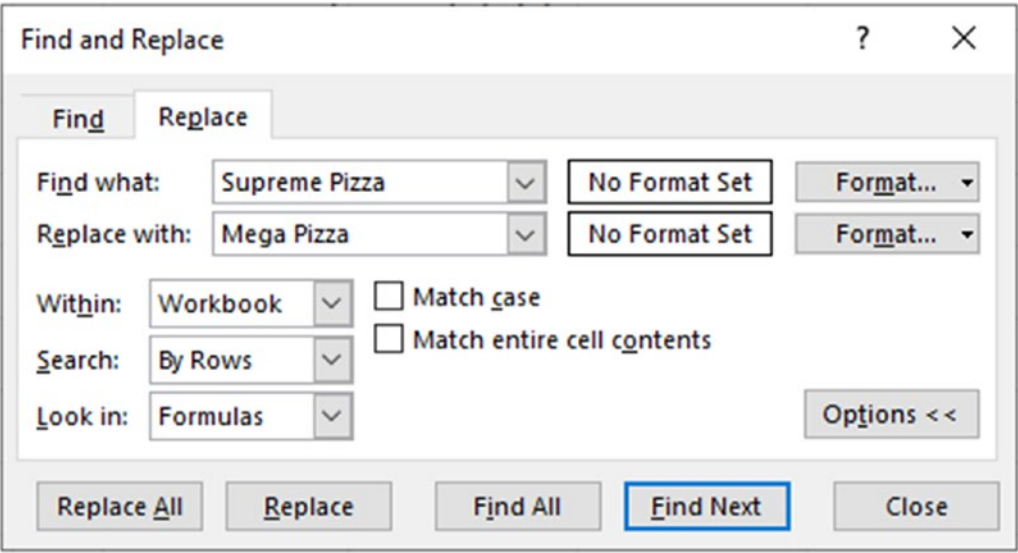 Find and Replace ?
Find Replace
Find what: Supreme Pizza No Format Set Format...
Replace with: Mega Pizza No Format Set Format...
Within: Workbook Match case
Match entire cell contents
Search: By Rows
Look in: Formulas Options <<
Replace All Replace Find All Find Next Close